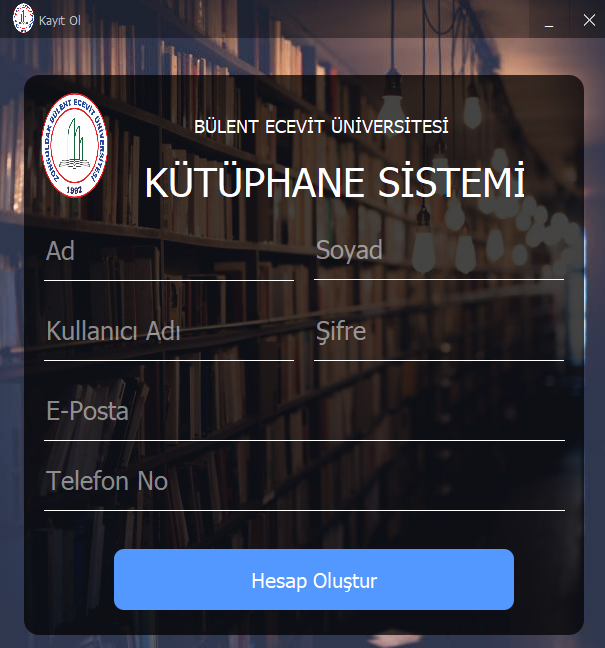 Kayıt Ol
ZONGULDAK BÜLENT ECEVİT ÜNİVERSİTESİ
1992
BÜLENT ECEVİT ÜNİVERSİTESİ
KÜTÜPHANE SİSTEMİ
Ad
Soyad
Kullanıcı Adı
Şifre
E-Posta
Telefon No
Hesap Oluştur